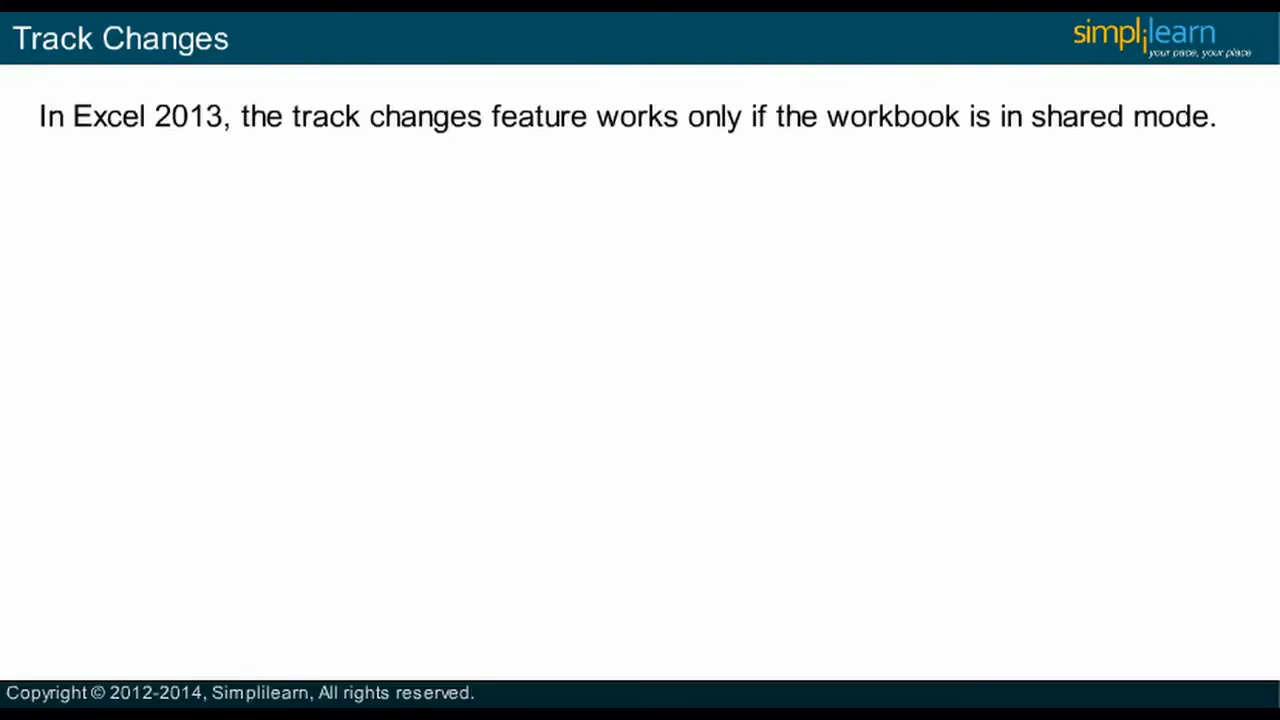 Track Changes
simplilearn
your pace, your place
In Excel 2013, the track changes feature works only if the workbook is in shared mode.
Copyright © 2012-2014, Simplilearn, All rights reserved.